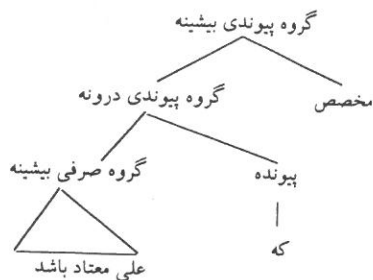 گروه پیوندی بیشینه
مخصص
گروه پیوندی درونه
پیونده
گروه صرفی بیشینه
که
علی معتاد باشد